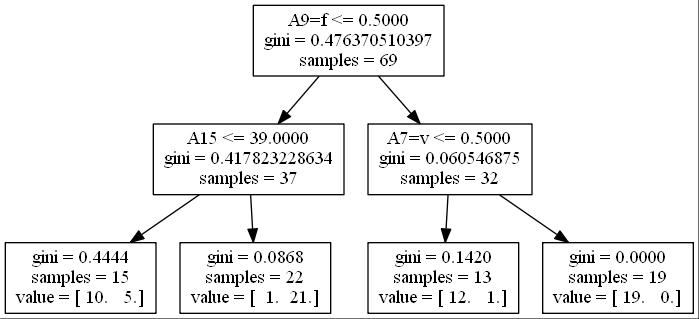 A9=f <= 0.5000
gini = 0.476370510397
samples = 69
A15 <= 39.0000
gini = 0.417823228634
samples = 37
A7=v <= 0.5000
gini = 0.060546875
samples = 32
gini = 0.4444
samples = 15
value = [ 10. 5.]
gini = 0.0868
samples = 22
value = [ 1. 21.]
gini = 0.1420
samples = 13
value = [ 12. 1.]
gini = 0.0000
samples = 19
value = [ 19. 0.]